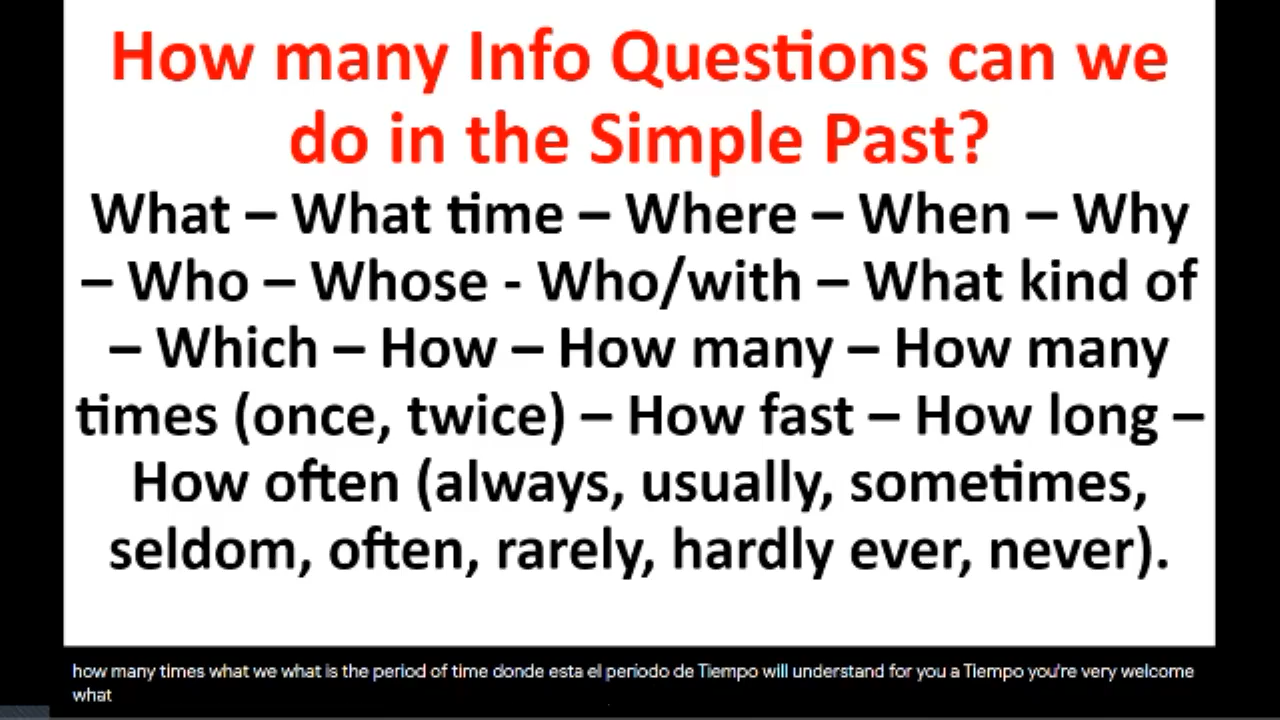 How many Info Questions can we
do in the Simple Past?
What – What time – Where – When – Why
– Who – Whose - Who/with – What kind of
– Which – How – How many – How many
times (once, twice) – How fast – How long –
How often (always, usually, sometimes,
seldom, often, rarely, hardly ever, never).
how many times what we what is the period of time donde esta el periodo de Tiempo will understand for you a Tiempo you're very welcome
what